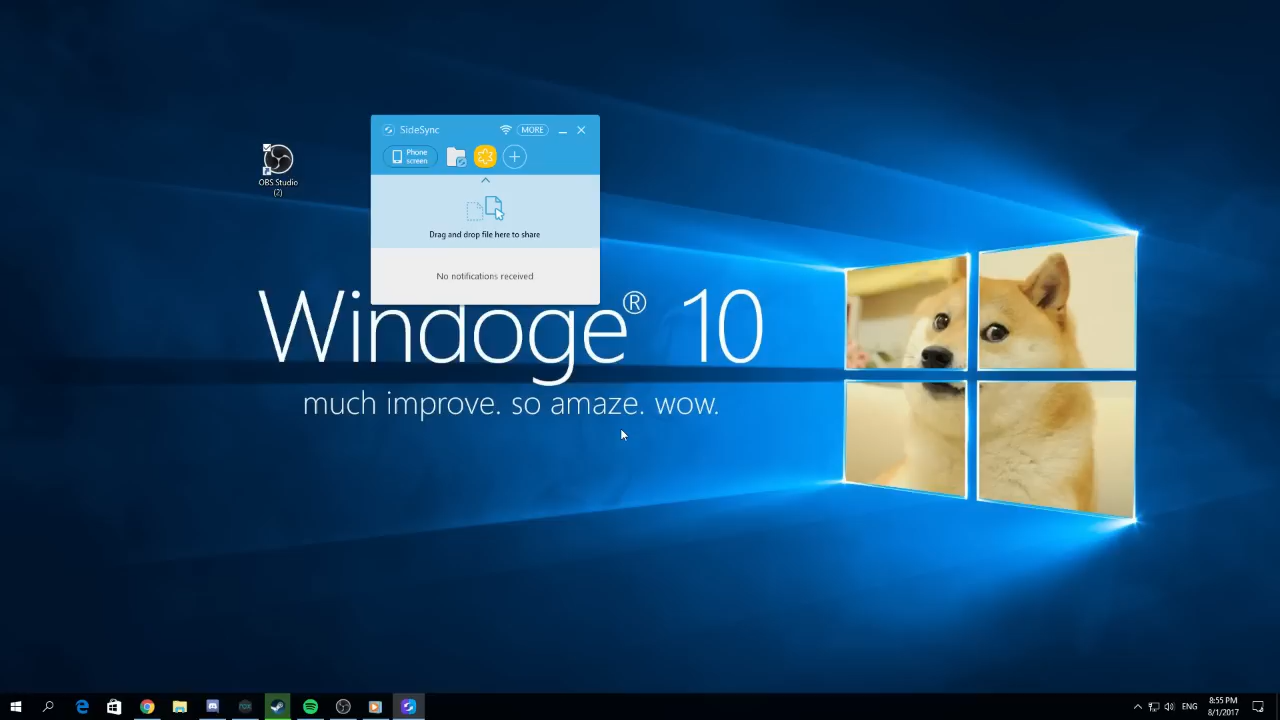 SideSync
MORE
Phone
screen
Drag and drop file here to share
No notifications received
OBS Studio
(2)
Windoge® 10
much improve. so amaze. wow.
ENG
8:55 PM
8/1/2017